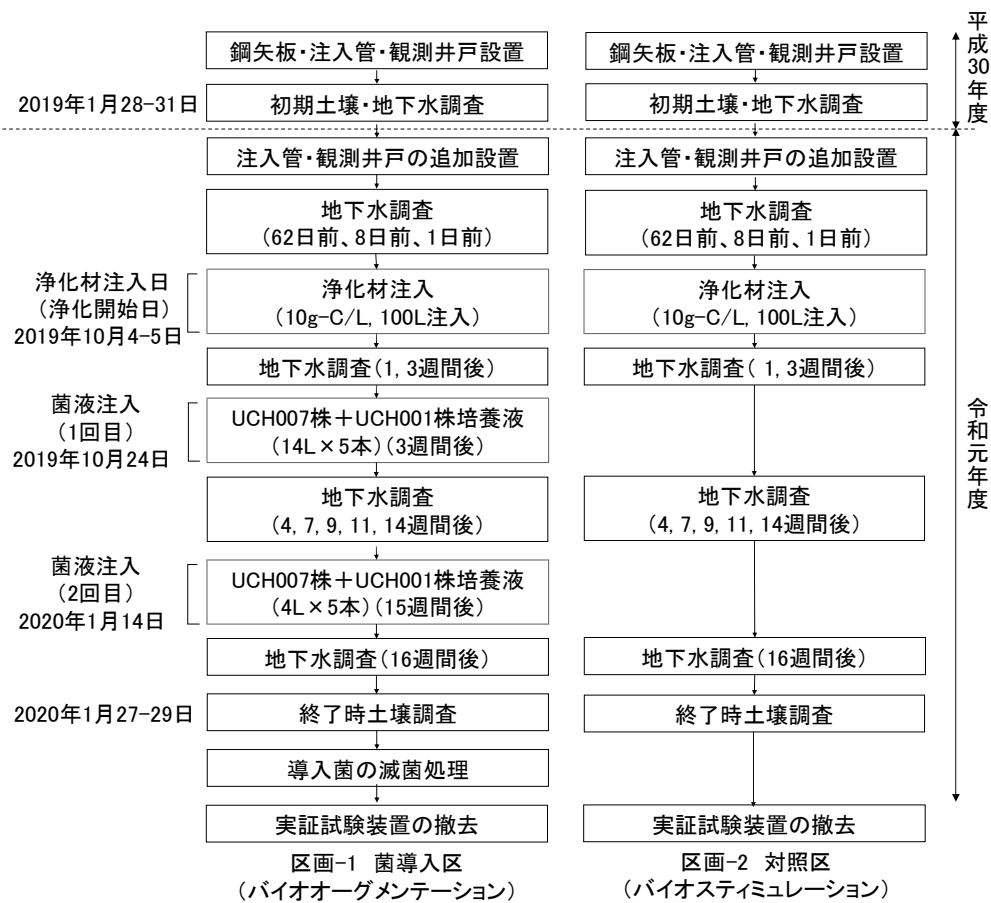 鋼矢板・注入管・観測井戸設置
鋼矢板・注入管・観測井戸設置
平成30年度
2019年1月28-31日
初期土壌・地下水調査
初期土壌・地下水調査
注入管・観測井戸の追加設置
注入管・観測井戸の追加設置
地下水調査
(62日前、8日前、1日前)
地下水調査
(62日前、8日前、1日前)
浄化材注入日
(浄化開始日)
2019年10月4-5日
浄化材注入
(10g-C/L, 100L注入)
浄化材注入
(10g-C/L, 100L注入)
地下水調査(1, 3週間後)
地下水調査( 1, 3週間後)
菌液注入
(1回目)
2019年10月24日
UCH007株+UCH001株培養液
(14L×5本)(3週間後)
令和元年度
地下水調査
(4, 7, 9, 11, 14週間後)
地下水調査
(4, 7, 9, 11, 14週間後)
菌液注入
(2回目)
2020年1月14日
UCH007株+UCH001株培養液
(4L×5本)(15週間後)
地下水調査(16週間後)
地下水調査(16週間後)
2020年1月27-29日
終了時土壌調査
終了時土壌調査
導入菌の滅菌処理
実証試験装置の撤去
実証試験装置の撤去
区画-1 菌導入区
(バイオオーグメンテーション)
区画-2 対照区
(バイオスティミュレーション)